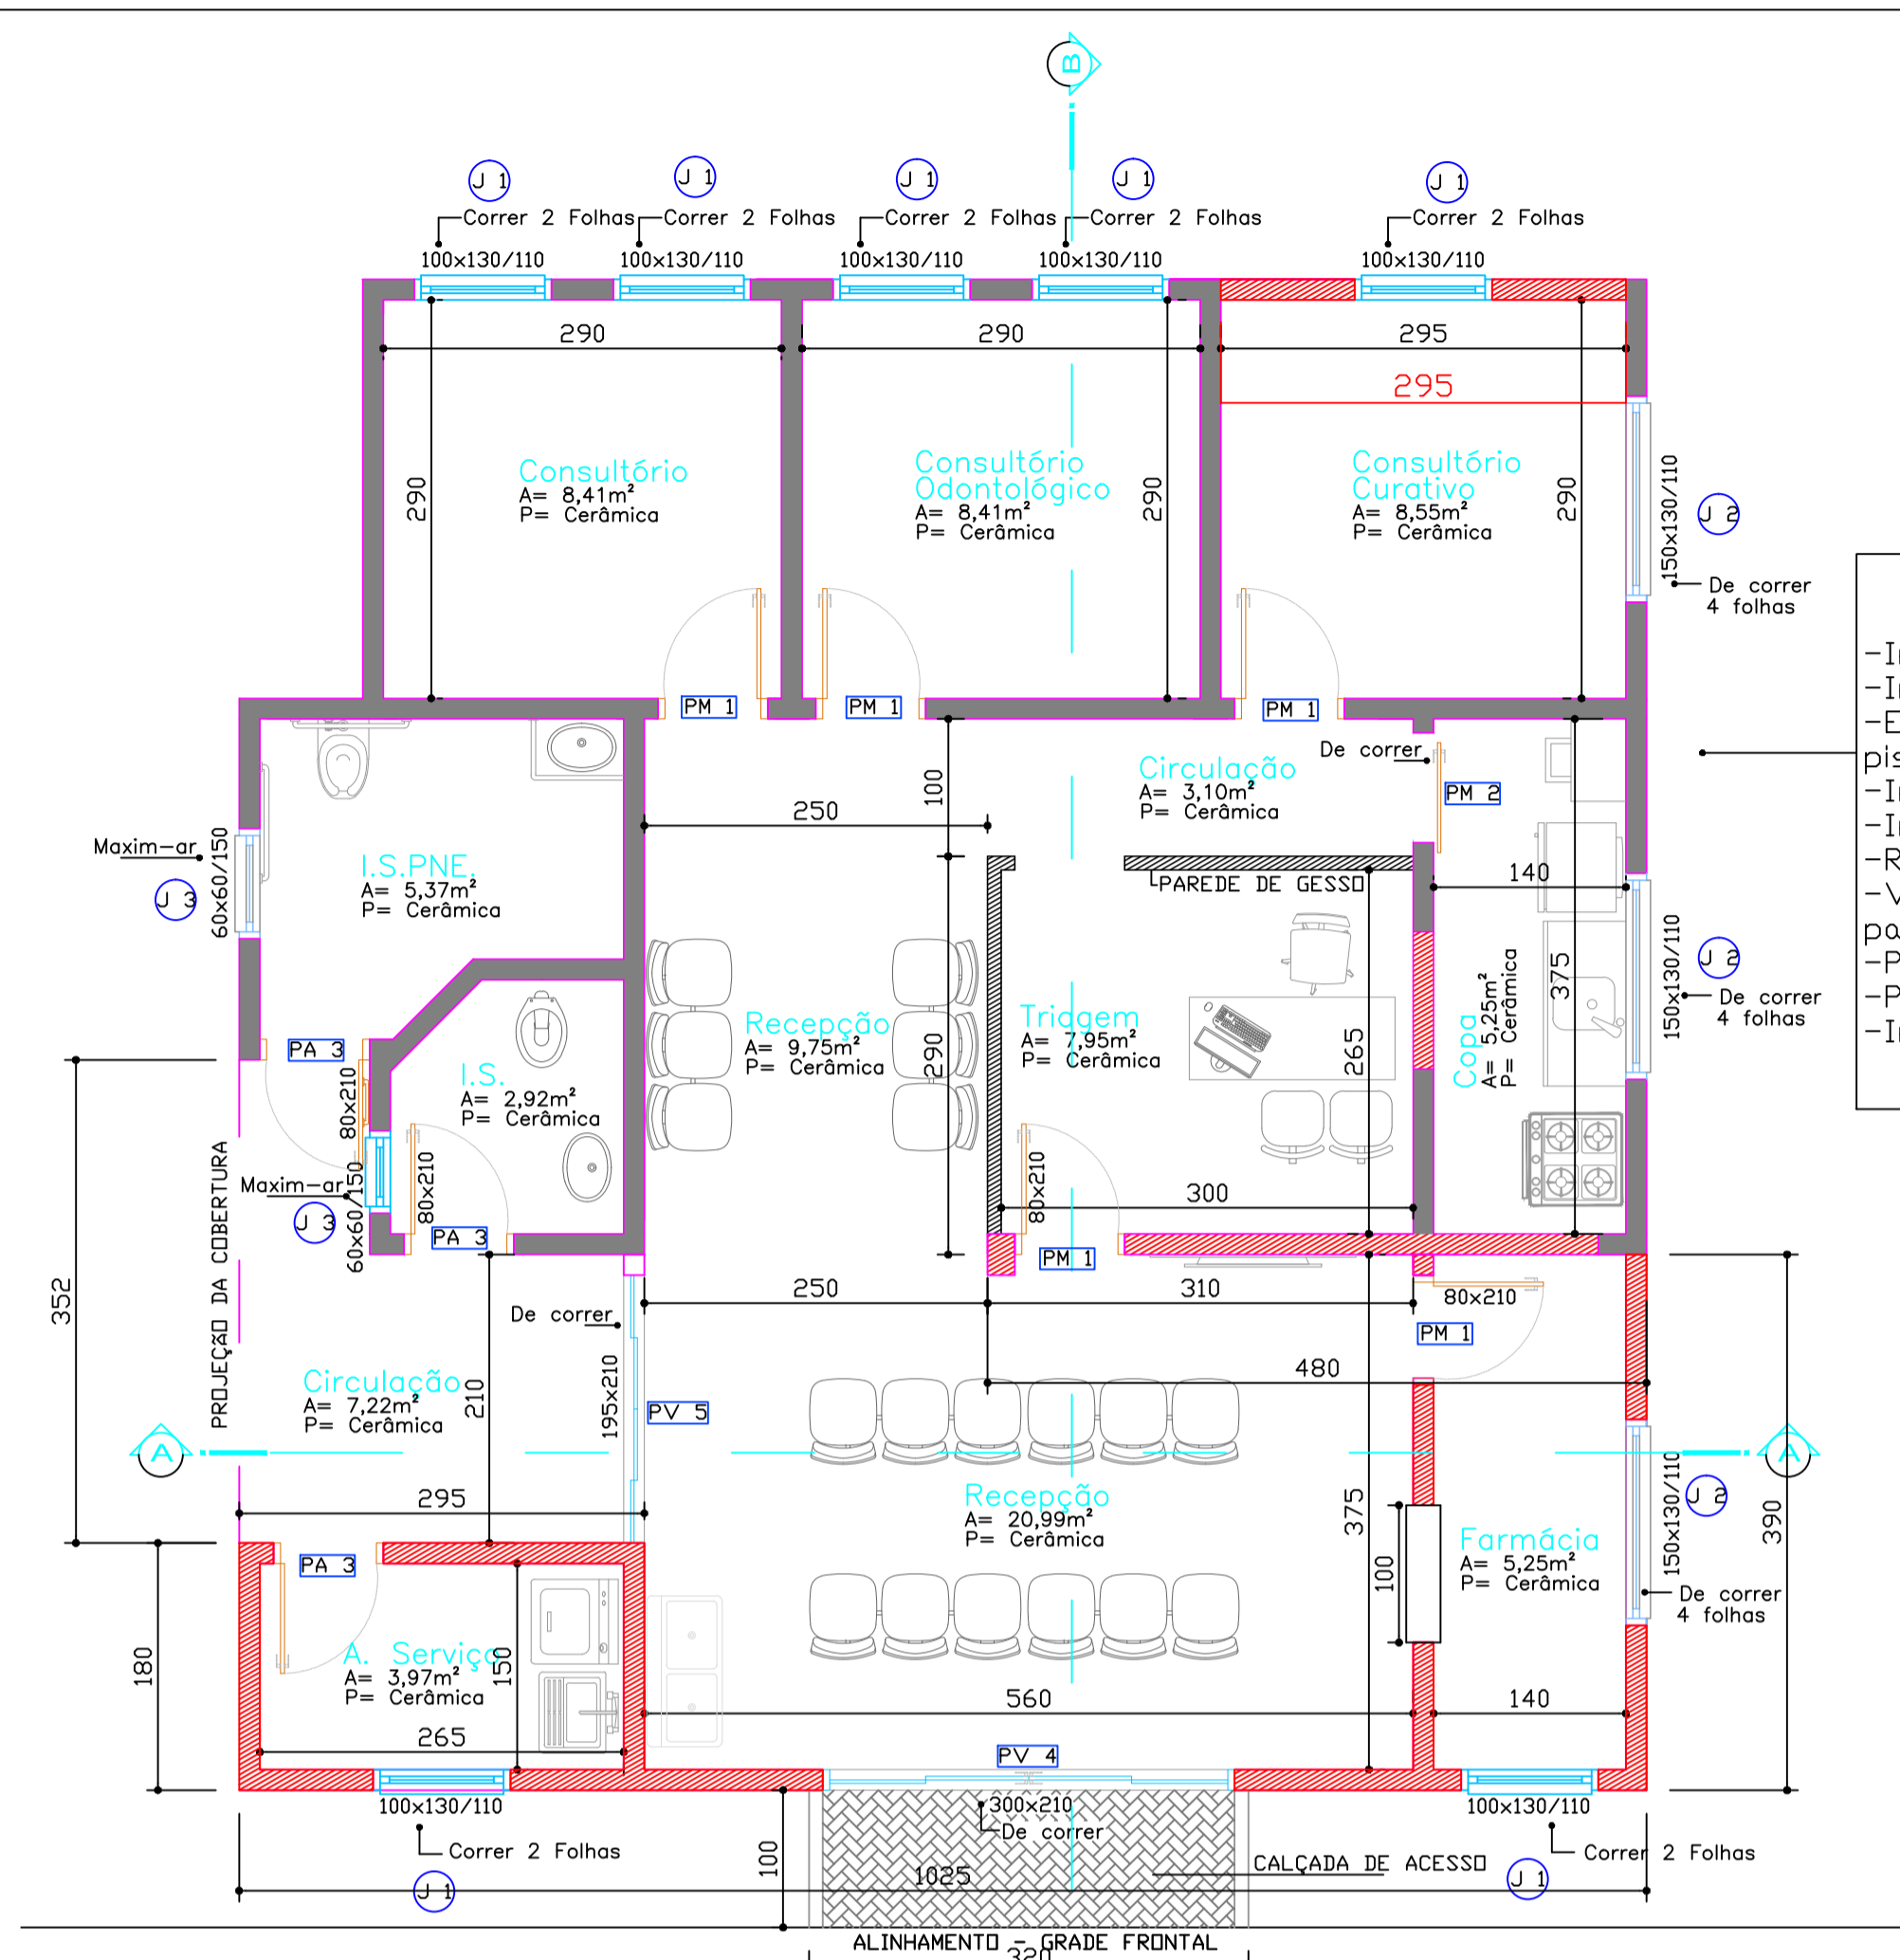 B
J 1
J 1
J 1
J 1
J 1
Correr 2 Folhas
Correr 2 Folhas
Correr 2 Folhas
Correr 2 Folhas
Correr 2 Folhas
100x130/110
100x130/110
100x130/110
100x130/110
100x130/110
290
290
295
295
290
290
290
Consultório
A= 8,41m²
P= Cerâmica
Consultório
Odontológico
A= 8,41m²
P= Cerâmica
Consultório
Curativo
A= 8,55m²
P= Cerâmica
150x130/110
J 2
De correr
4 folhas
PM 1
PM 1
PM 1
De correr
PM 2
Circulação
A= 3,10m²
P= Cerâmica
100
250
Maxim-ar
60x60/150
J 3
I.S.PNE.
A= 5,37m²
P= Cerâmica
PAREDE DE GESSO
140
375
150x130/110
J 2
De correr
4 folhas
Copa
A= 5,25m²
P= Cerâmica
Recepção
A= 9,75m²
P= Cerâmica
290
Triagem
A= 7,95m²
P= Cerâmica
265
300
PA 3
80x210
I.S.
A= 2,92m²
P= Cerâmica
Maxim-ar
60x60/150
J 3
80x210
PA 3
80x210
PM 1
PROJEÇÃO DA COBERTURA
352
250
310
480
80x210
PM 1
De correr
195x210
PV 5
Circulação
A= 7,22m²
P= Cerâmica
210
295
A
A
Recepção
A= 20,99m²
P= Cerâmica
375
100
Farmácia
A= 5,25m²
P= Cerâmica
150x130/110
J 2
De correr
4 folhas
390
PA 3
A. Serviço
A= 3,97m²
P= Cerâmica
150
180
265
560
140
PV 4
300x210
De correr
100x130/110
Correr 2 Folhas
J 1
100x130/110
Correr 2 Folhas
J 1
100
CALÇADA DE ACESSO
1025
ALINHAMENTO - GRADE FRONTAL
320